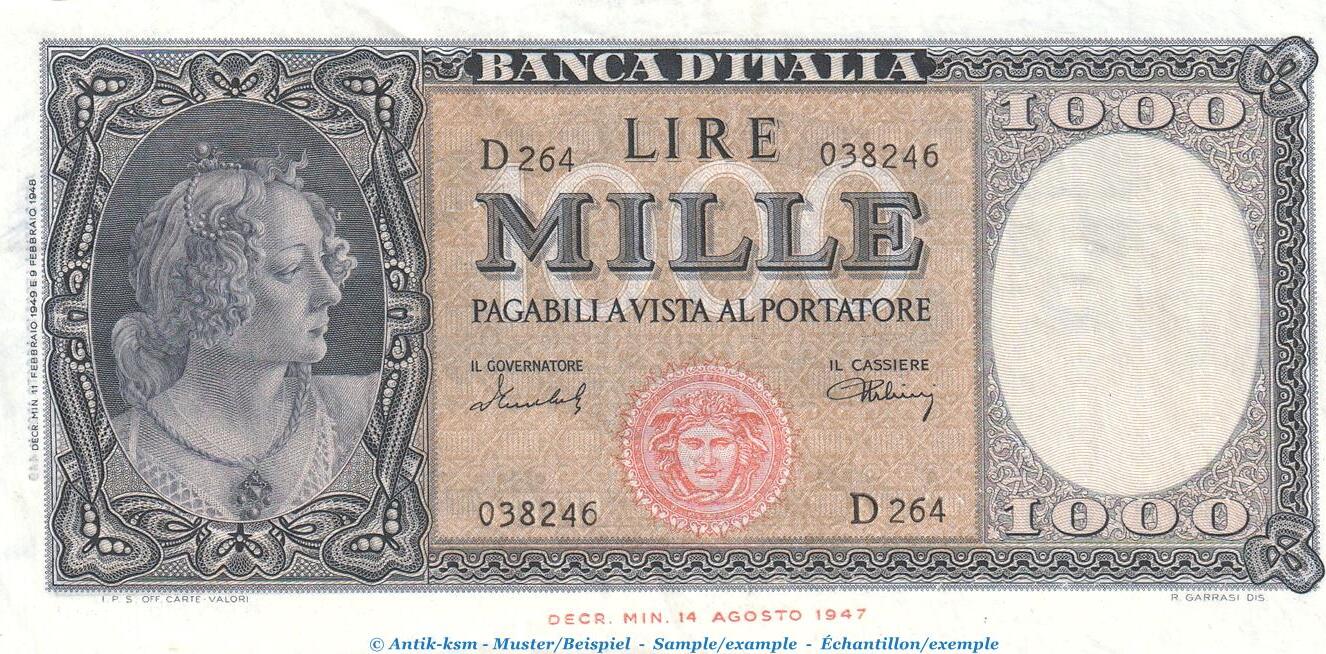 BANCA D'ITALIA
1000
D 264 LIRE 038246
1000
MILLE
PAGABILI A VISTA AL PORTATORE
IL GOVERNATORE
IL CASSIERE
038246
D 264
1000
DECR. MIN. 11 FEBBRAIO 1949 E 9 FEBBRAIO 1948
I. P. S. OFF. CARTE-VALORI
R. GARRASI DIS.
DECR. MIN. 14 AGOSTO 1947
© Antik-ksm - Muster/Beispiel - Sample/example - Échantillon/exemple